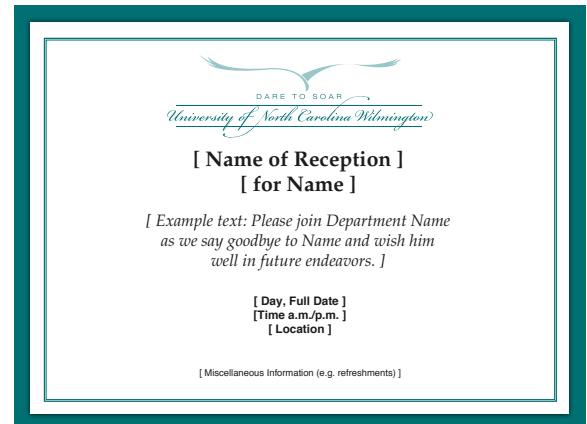 DARE TO SOAR
University of North Carolina Wilmington
[ Name of Reception ]
[ for Name ]
[ Example text: Please join Department Name
as we say goodbye to Name and wish him
well in future endeavors. ]
[ Day, Full Date ]
[Time a.m./p.m. ]
[ Location ]
[ Miscellaneous Information (e.g. refreshments) ]